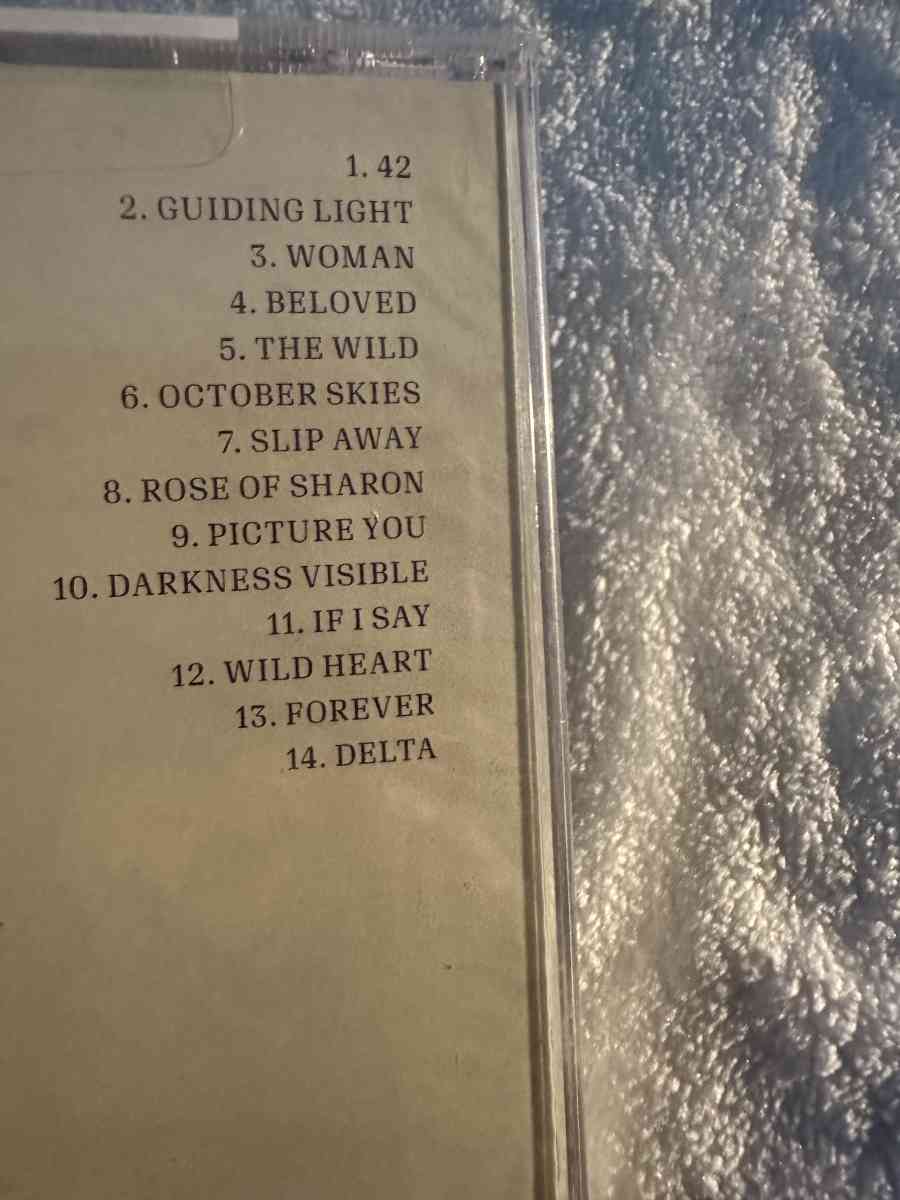 1. 42
2. GUIDING LIGHT
3. WOMAN
4. BELOVED
5. THE WILD
6. OCTOBER SKIES
7. SLIP AWAY
8. ROSE OF SHARON
9. PICTURE YOU
10. DARKNESS VISIBLE
11. IF I SAY
12. WILD HEART
13. FOREVER
14. DELTA